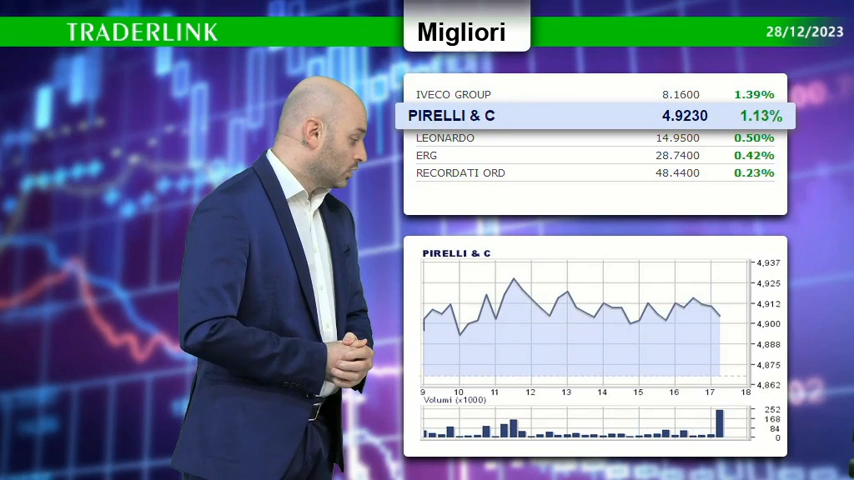 TRADERLINK
Migliori
28/12/2023
IVECO GROUP 8.1600 1.39%
PIRELLI & C 4.9230 1.13%
LEONARDO 14.9500 0.50%
ERG 28.7400 0.42%
RECORDATI ORD 48.4400 0.23%
PIRELLI & C
4,937
4,925
4,912
4,900
4,888
4,875
4,862
9 10 11 12 13 14 15 16 17 18
Volumi (x1000)
252
168
84
0